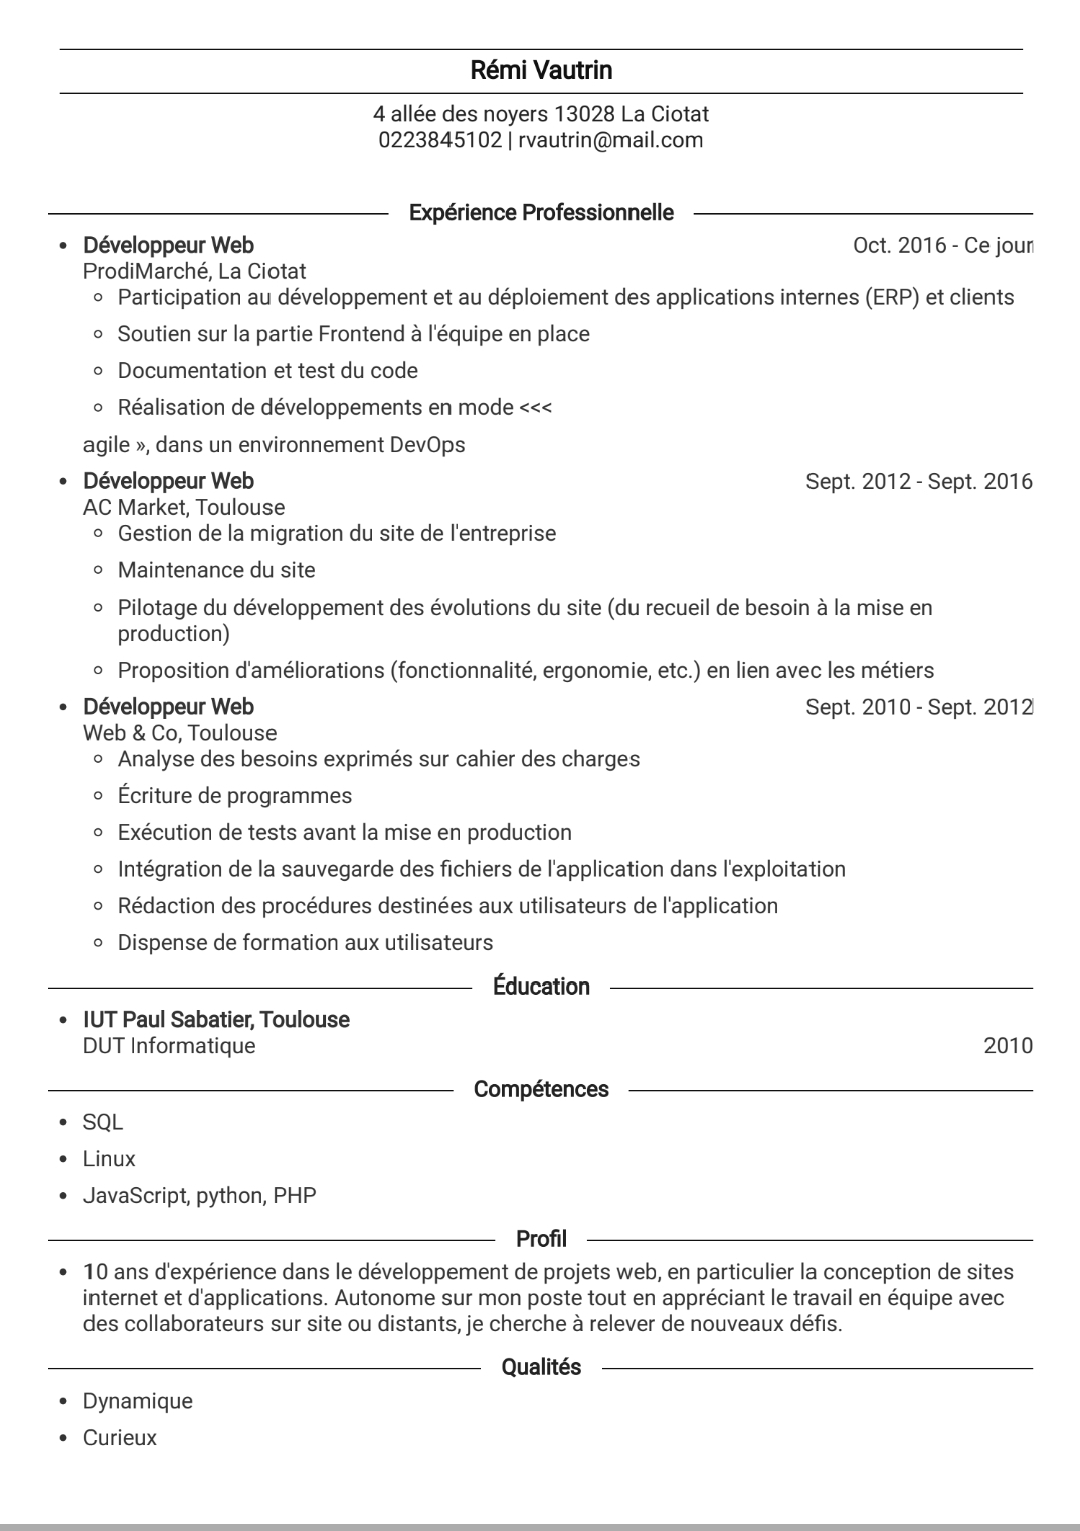 Rémi Vautrin
4 allée des noyers 13028 La Ciotat
0223845102 | rvautrin@mail.com
Expérience Professionnelle
• Développeur Web Oct. 2016 - Ce jour
ProdiMarché, La Ciotat
◦ Participation au développement et au déploiement des applications internes (ERP) et clients
◦ Soutien sur la partie Frontend à l'équipe en place
◦ Documentation et test du code
◦ Réalisation de développements en mode <<<
agile », dans un environnement DevOps
• Développeur Web Sept. 2012 - Sept. 2016
AC Market, Toulouse
◦ Gestion de la migration du site de l'entreprise
◦ Maintenance du site
◦ Pilotage du développement des évolutions du site (du recueil de besoin à la mise en
production)
◦ Proposition d'améliorations (fonctionnalité, ergonomie, etc.) en lien avec les métiers
• Développeur Web Sept. 2010 - Sept. 2012
Web & Co, Toulouse
◦ Analyse des besoins exprimés sur cahier des charges
◦ Écriture de programmes
◦ Exécution de tests avant la mise en production
◦ Intégration de la sauvegarde des fichiers de l'application dans l'exploitation
◦ Rédaction des procédures destinées aux utilisateurs de l'application
◦ Dispense de formation aux utilisateurs
Éducation
• IUT Paul Sabatier, Toulouse
DUT Informatique 2010
Compétences
• SQL
• Linux
• JavaScript, python, PHP
Profil
• 10 ans d'expérience dans le développement de projets web, en particulier la conception de sites
internet et d'applications. Autonome sur mon poste tout en appréciant le travail en équipe avec
des collaborateurs sur site ou distants, je cherche à relever de nouveaux défis.
Qualités
• Dynamique
• Curieux